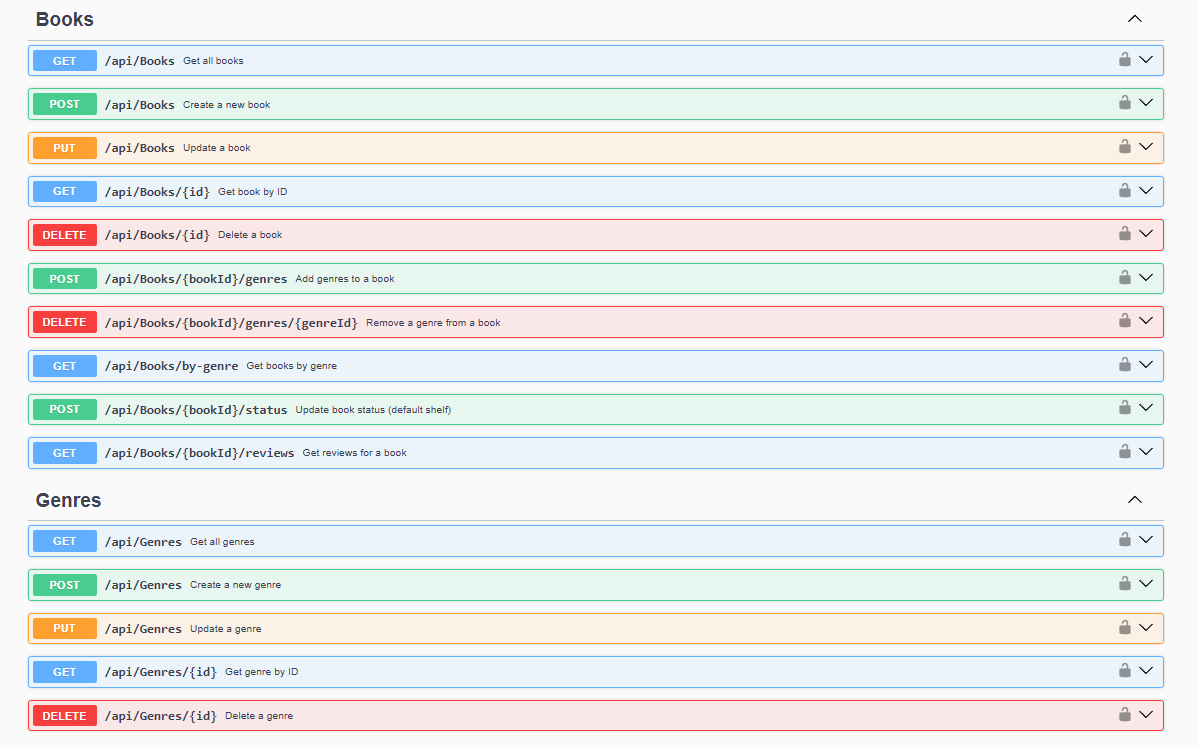 Books
GET /api/Books Get all books
POST /api/Books Create a new book
PUT /api/Books Update a book
GET /api/Books/{id} Get book by ID
DELETE /api/Books/{id} Delete a book
POST /api/Books/{bookId}/genres Add genres to a book
DELETE /api/Books/{bookId}/genres/{genreId} Remove a genre from a book
GET /api/Books/by-genre Get books by genre
POST /api/Books/{bookId}/status Update book status (default shelf)
GET /api/Books/{bookId}/reviews Get reviews for a book
Genres
GET /api/Genres Get all genres
POST /api/Genres Create a new genre
PUT /api/Genres Update a genre
GET /api/Genres/{id} Get genre by ID
DELETE /api/Genres/{id} Delete a genre